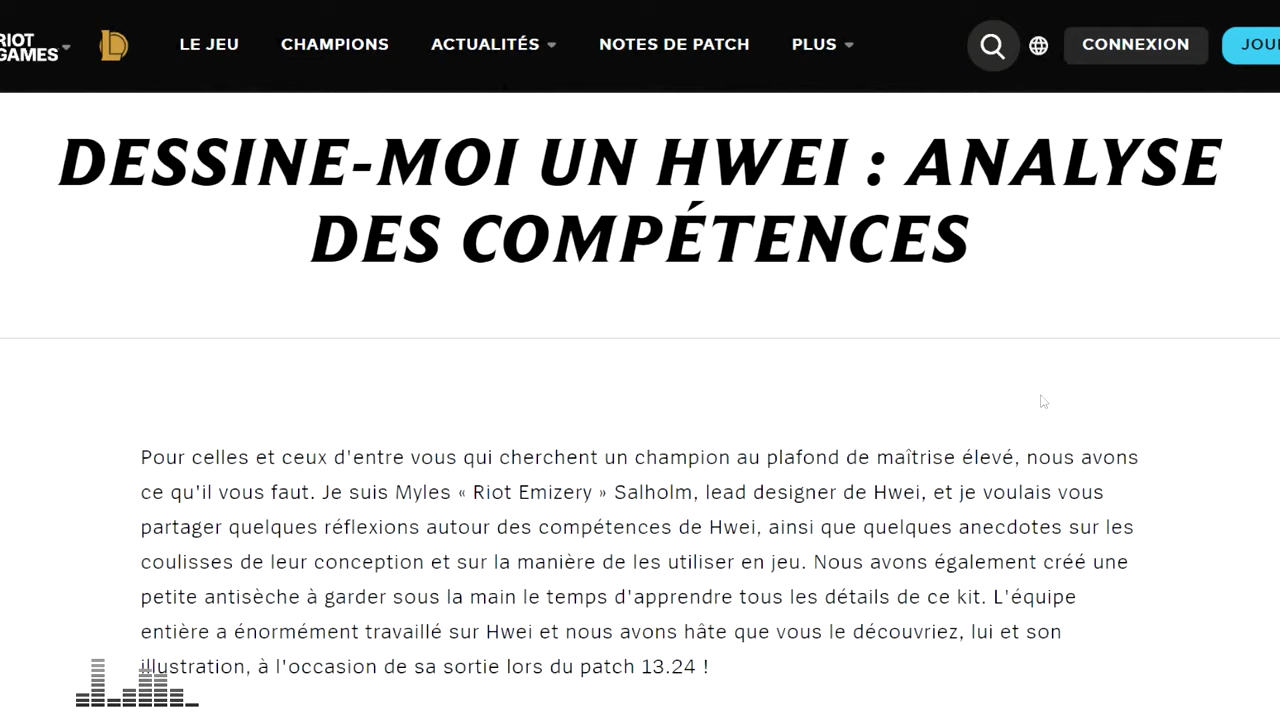 RIOT
GAMES
LE JEU
CHAMPIONS
ACTUALITÉS
NOTES DE PATCH
PLUS
CONNEXION
DESSINE-MOI UN HWEI : ANALYSE
DES COMPÉTENCES
Pour celles et ceux d'entre vous qui cherchent un champion au plafond de maîtrise élevé, nous avons
ce qu'il vous faut. Je suis Myles « Riot Emizery » Salholm, lead designer de Hwei, et je voulais vous
partager quelques réflexions autour des compétences de Hwei, ainsi que quelques anecdotes sur les
coulisses de leur conception et sur la manière de les utiliser en jeu. Nous avons également créé une
petite antisèche à garder sous la main le temps d'apprendre tous les détails de ce kit. L'équipe
entière a énormément travaillé sur Hwei et nous avons hâte que vous le découvriez, lui et son
illustration, à l'occasion de sa sortie lors du patch 13.24 !